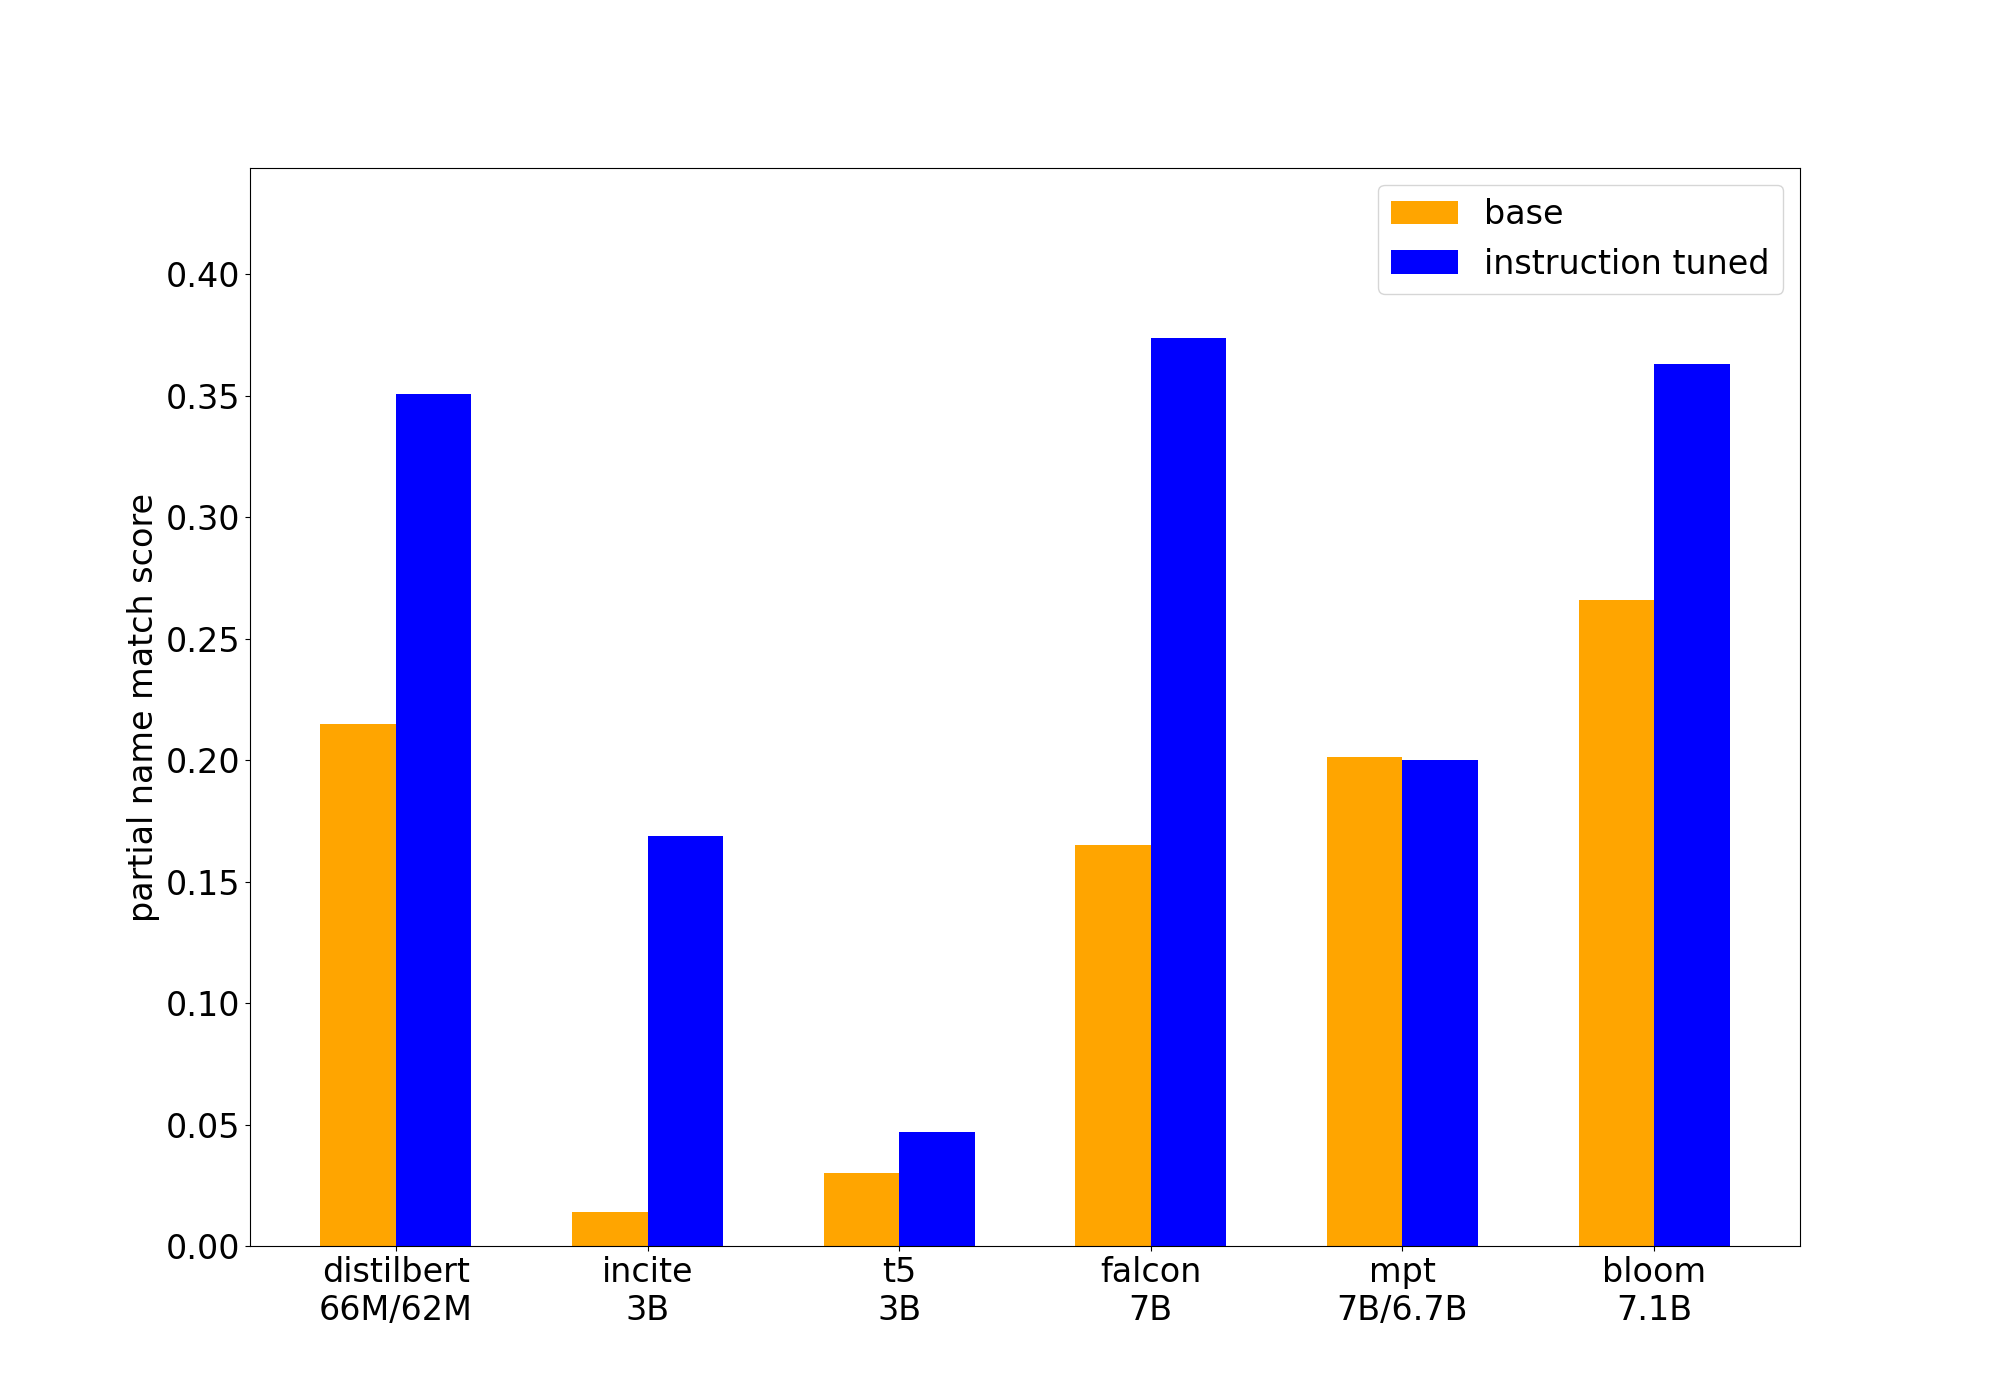 base
instruction tuned
partial name match score
0.40
0.35
0.30
0.25
0.20
0.15
0.10
0.05
0.00
distilbert
66M/62M
incite
3B
t5
3B
falcon
7B
mpt
7B/6.7B
bloom
7.1B